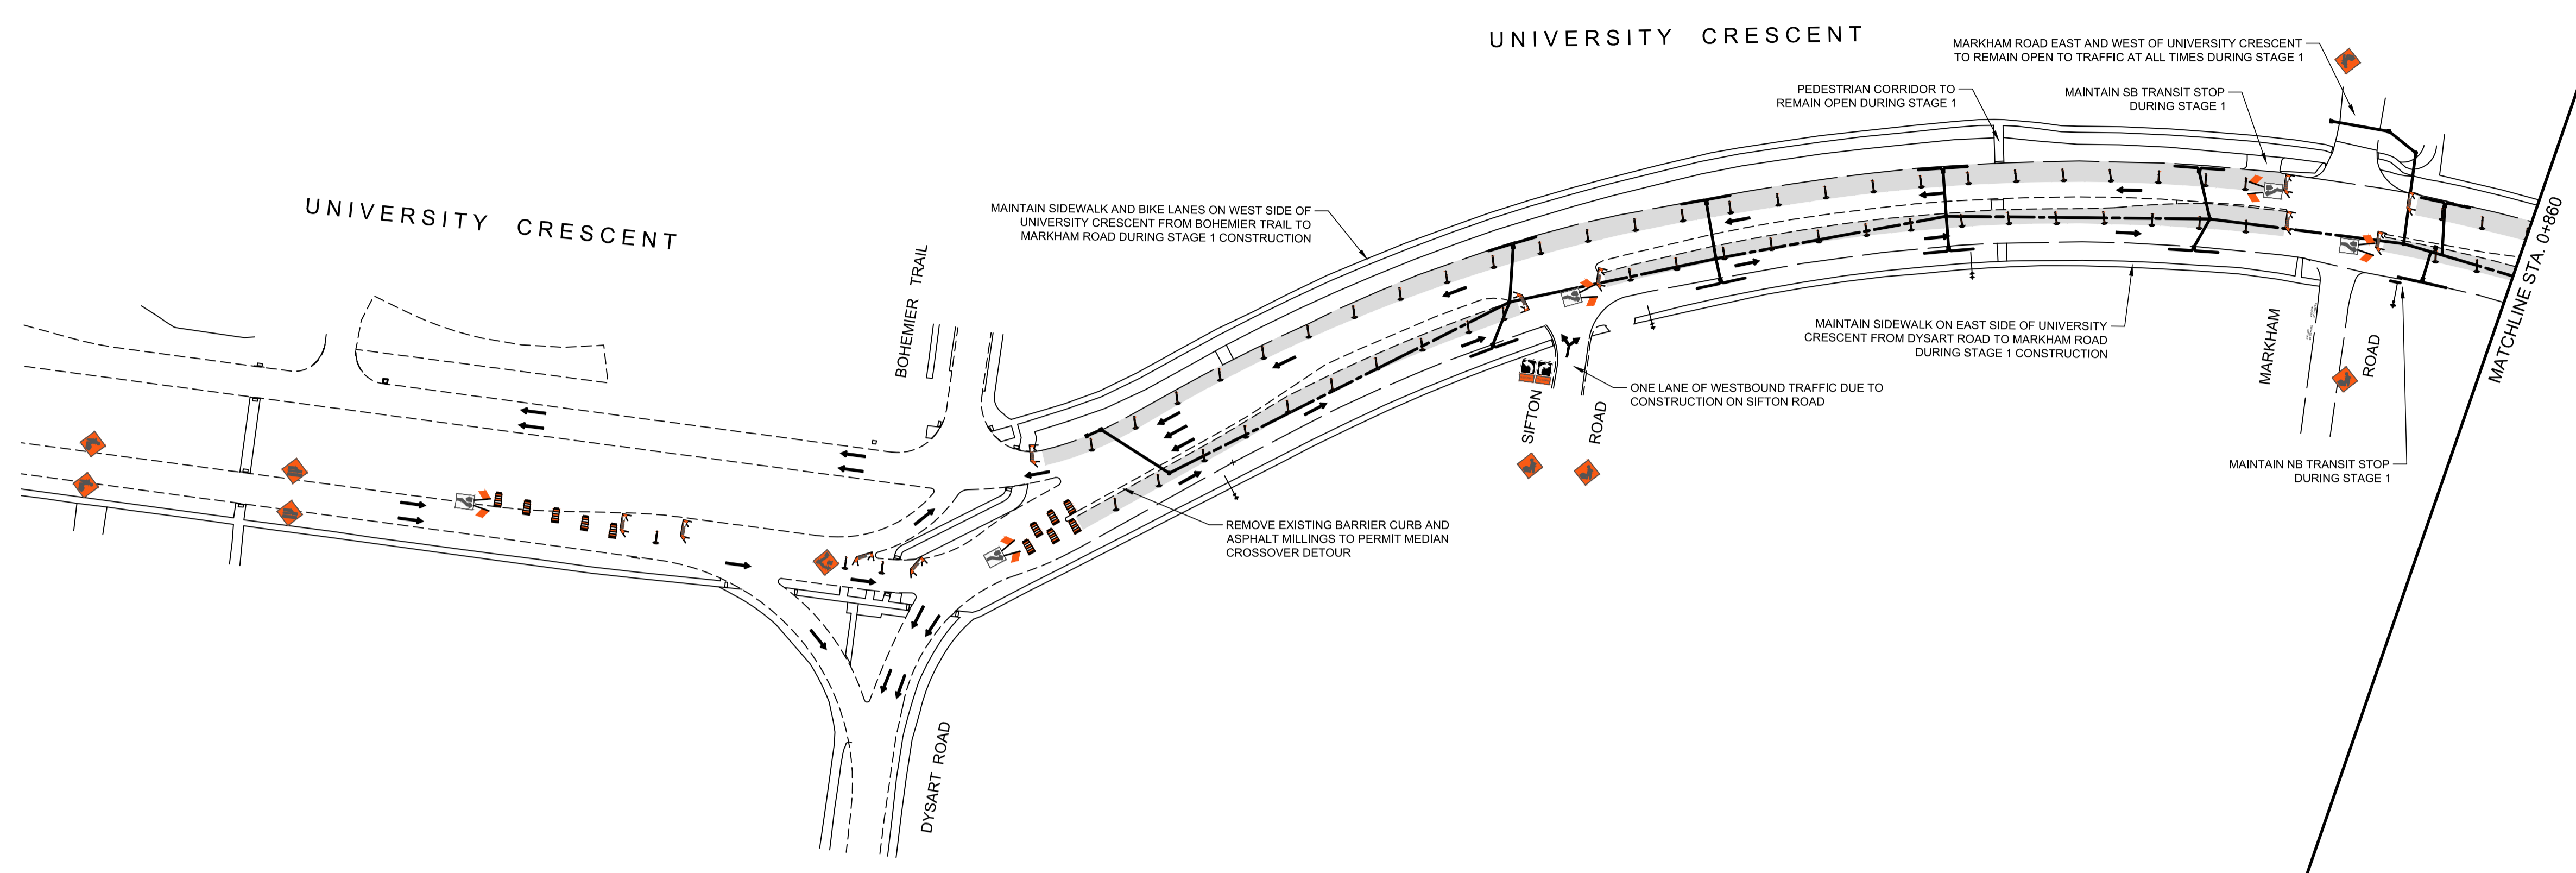 UNIVERSITY CRESCENT
MARKHAM ROAD EAST AND WEST OF UNIVERSITY CRESCENT
TO REMAIN OPEN TO TRAFFIC AT ALL TIMES DURING STAGE 1
PEDESTRIAN CORRIDOR TO
REMAIN OPEN DURING STAGE 1
MAINTAIN SB TRANSIT STOP
DURING STAGE 1
UNIVERSITY CRESCENT
MAINTAIN SIDEWALK AND BIKE LANES ON WEST SIDE OF
UNIVERSITY CRESCENT FROM BOHEMIER TRAIL TO
MARKHAM ROAD DURING STAGE 1 CONSTRUCTION
BOHEMIER TRAIL
MATCHLINE STA. 0+860
MAINTAIN SIDEWALK ON EAST SIDE OF UNIVERSITY
CRESCENT FROM DYSART ROAD TO MARKHAM ROAD
DURING STAGE 1 CONSTRUCTION
MARKHAM
ROAD
ONE LANE OF WESTBOUND TRAFFIC DUE TO
CONSTRUCTION ON SIFTON ROAD
SIFTON
ROAD
MAINTAIN NB TRANSIT STOP
DURING STAGE 1
REMOVE EXISTING BARRIER CURB AND
ASPHALT MILLINGS TO PERMIT MEDIAN
CROSSOVER DETOUR
DYSART ROAD